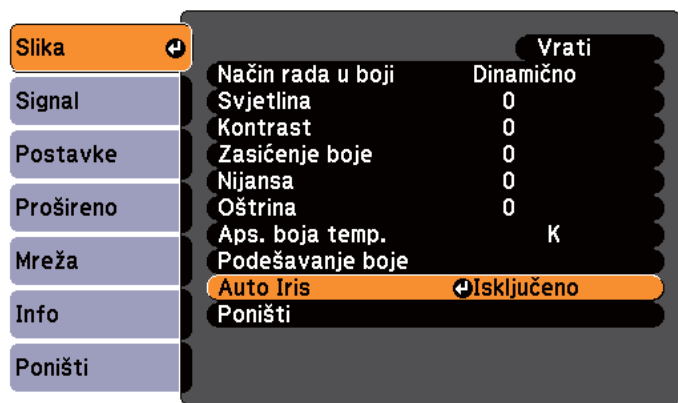 Slika
Signal
Postavke
Prošireno
Mreža
Info
Poništi
Vrati
Način rada u boji Dinamično
Svjetlina 0
Kontrast 0
Zasićenje boje 0
Nijansa 0
Oštrina 0
Aps. boja temp. K
Podešavanje boje
Auto Iris Isključeno
Poništi